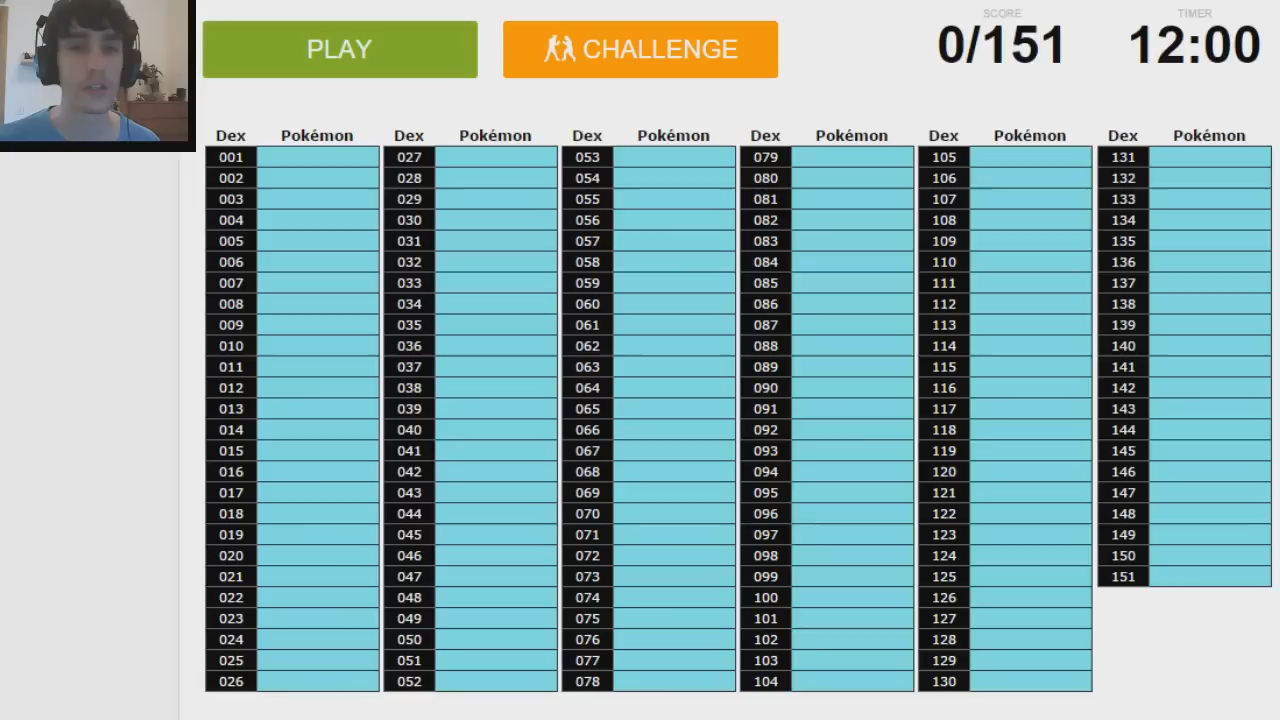 SCORE TIMER
PLAY CHALLENGE 0/151 12:00
Dex Pokémon Dex Pokémon Dex Pokémon Dex Pokémon Dex Pokémon Dex Pokémon
001 027 053 079 105 131
002 028 054 080 106 132
003 029 055 081 107 133
004 030 056 082 108 134
005 031 057 083 109 135
006 032 058 084 110 136
007 033 059 085 111 137
008 034 060 086 112 138
009 035 061 087 113 139
010 036 062 088 114 140
011 037 063 089 115 141
012 038 064 090 116 142
013 039 065 091 117 143
014 040 066 092 118 144
015 041 067 093 119 145
016 042 068 094 120 146
017 043 069 095 121 147
018 044 070 096 122 148
019 045 071 097 123 149
020 046 072 098 124 150
021 047 073 099 125 151
022 048 074 100 126
023 049 075 101 127
024 050 076 102 128
025 051 077 103 129
026 052 078 104 130